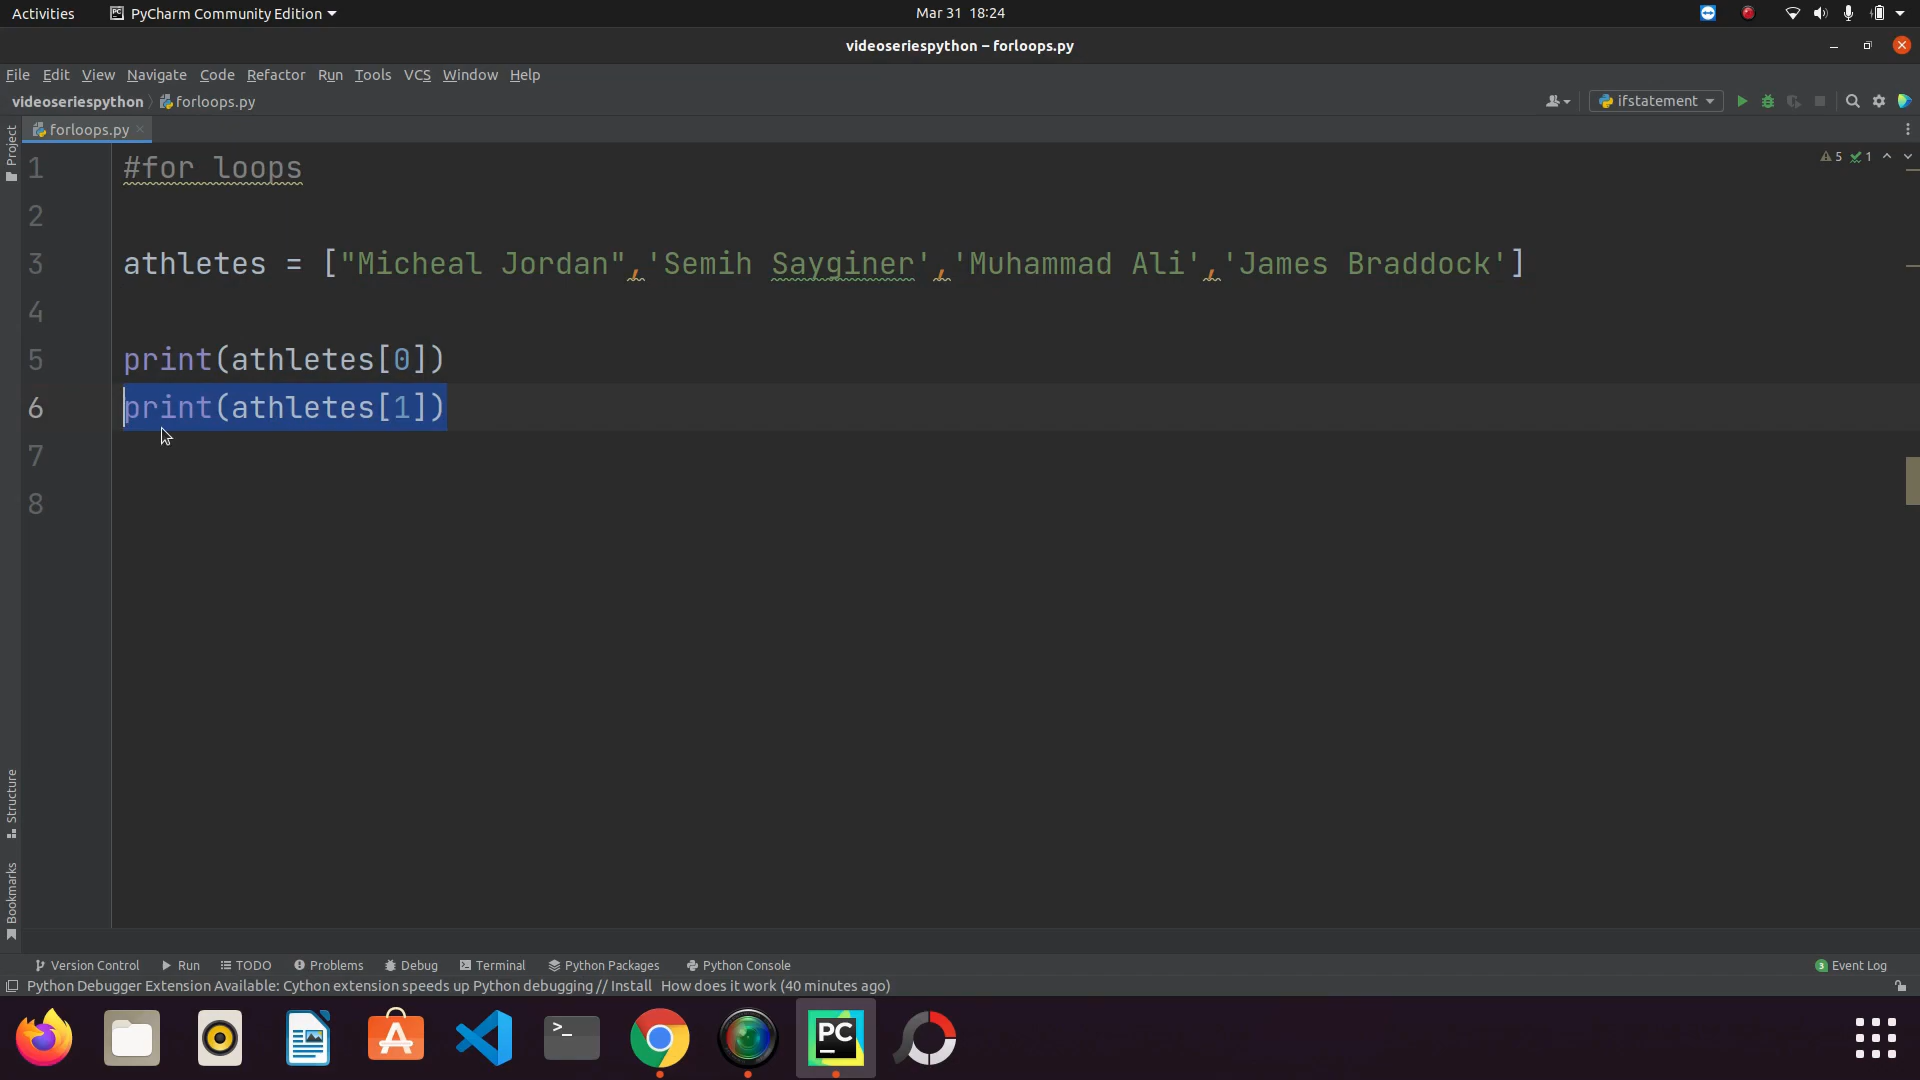 Activities PyCharm Community Edition Mar 31 18:24
videoseriespython – forloops.py
File Edit View Navigate Code Refactor Run Tools VCS Window Help
videoseriespython forloops.py ifstatement
Project
forloops.py
5 1
1 #for loops
2
3 athletes = ["Micheal Jordan",'Semih Sayginer','Muhammad Ali','James Braddock']
4
5 print(athletes[0])
6 print(athletes[1])
7
8
Structure
Bookmarks
Version Control Run TODO Problems Debug Terminal Python Packages Python Console 3 Event Log
Python Debugger Extension Available: Cython extension speeds up Python debugging // Install How does it work (40 minutes ago)
PC